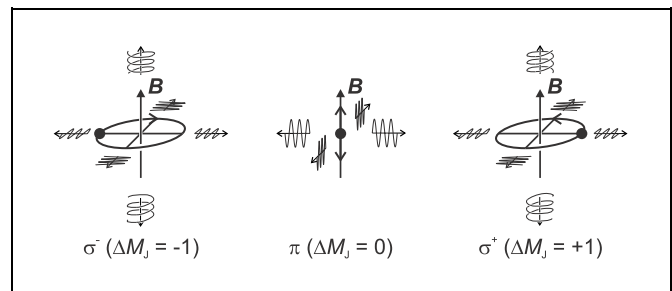 B B B
σ⁻ (ΔM_J = -1) π (ΔM_J = 0) σ⁺ (ΔM_J = +1)